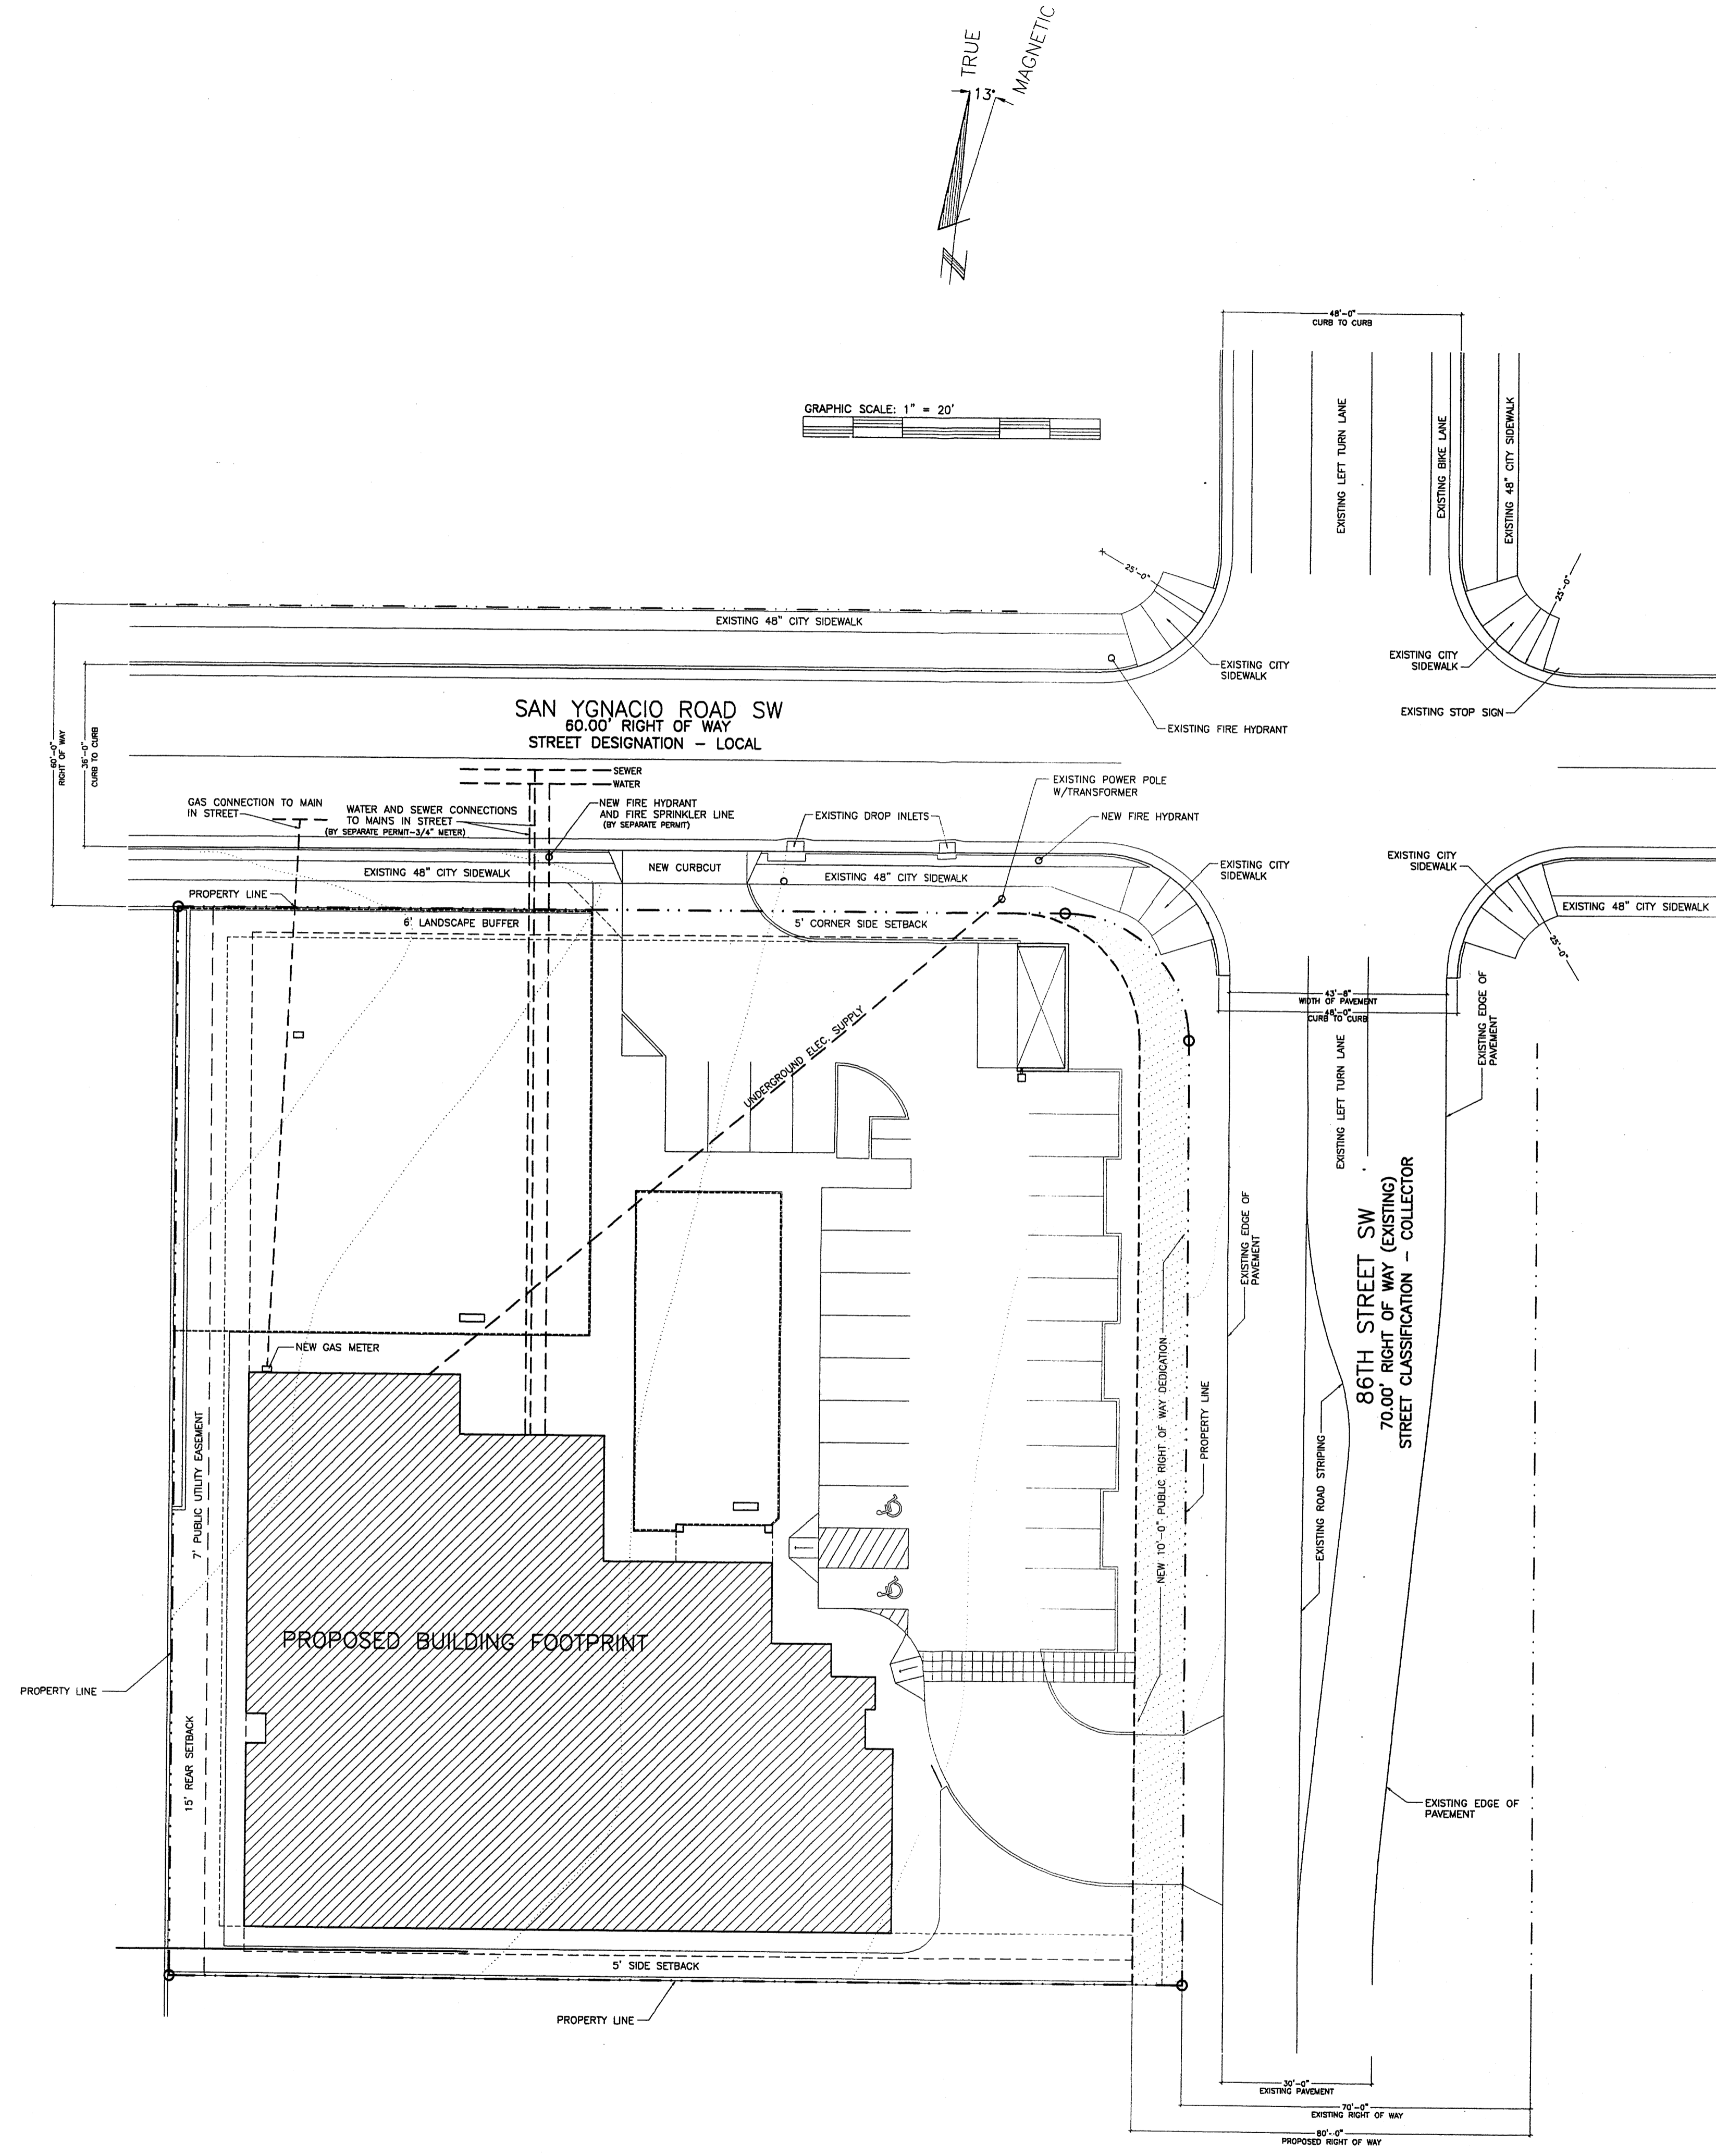 TRUE
MAGNETIC
13°
N
48'-0"
CURB TO CURB
GRAPHIC SCALE: 1" = 20'
EXISTING LEFT TURN LANE
EXISTING BIKE LANE
EXISTING 48" CITY SIDEWALK
25'-0"
25'-0"
EXISTING 48" CITY SIDEWALK
EXISTING CITY
SIDEWALK
EXISTING CITY
SIDEWALK
EXISTING STOP SIGN
EXISTING FIRE HYDRANT
SAN YGNACIO ROAD SW
60.00' RIGHT OF WAY
STREET DESIGNATION - LOCAL
60'-0"
RIGHT OF WAY
36'-0"
CURB TO CURB
SEWER
WATER
EXISTING POWER POLE
W/TRANSFORMER
GAS CONNECTION TO MAIN
IN STREET
WATER AND SEWER CONNECTIONS
TO MAINS IN STREET
(BY SEPARATE PERMIT-3/4" METER)
NEW FIRE HYDRANT
AND FIRE SPRINKLER LINE
(BY SEPARATE PERMIT)
EXISTING DROP INLETS
NEW FIRE HYDRANT
EXISTING 48" CITY SIDEWALK
NEW CURBCUT
EXISTING 48" CITY SIDEWALK
EXISTING CITY
SIDEWALK
EXISTING CITY
SIDEWALK
EXISTING 48" CITY SIDEWALK
25'-0"
PROPERTY LINE
6' LANDSCAPE BUFFER
5' CORNER SIDE SETBACK
43'-8"
WIDTH OF PAVEMENT
48'-0"
CURB TO CURB
EXISTING EDGE OF
PAVEMENT
UNDERGROUND ELEC. SUPPLY
EXISTING LEFT TURN LANE
EXISTING EDGE OF
PAVEMENT
86TH STREET SW
70.00' RIGHT OF WAY (EXISTING)
STREET CLASSIFICATION - COLLECTOR
NEW GAS METER
NEW 10'-0" PUBLIC RIGHT OF WAY DEDICATION
PROPERTY LINE
EXISTING ROAD STRIPING
7' PUBLIC UTILITY EASEMENT
PROPOSED BUILDING FOOTPRINT
PROPERTY LINE
15' REAR SETBACK
EXISTING EDGE OF
PAVEMENT
5' SIDE SETBACK
PROPERTY LINE
30'-0"
EXISTING PAVEMENT
70'-0"
EXISTING RIGHT OF WAY
80'-0"
PROPOSED RIGHT OF WAY